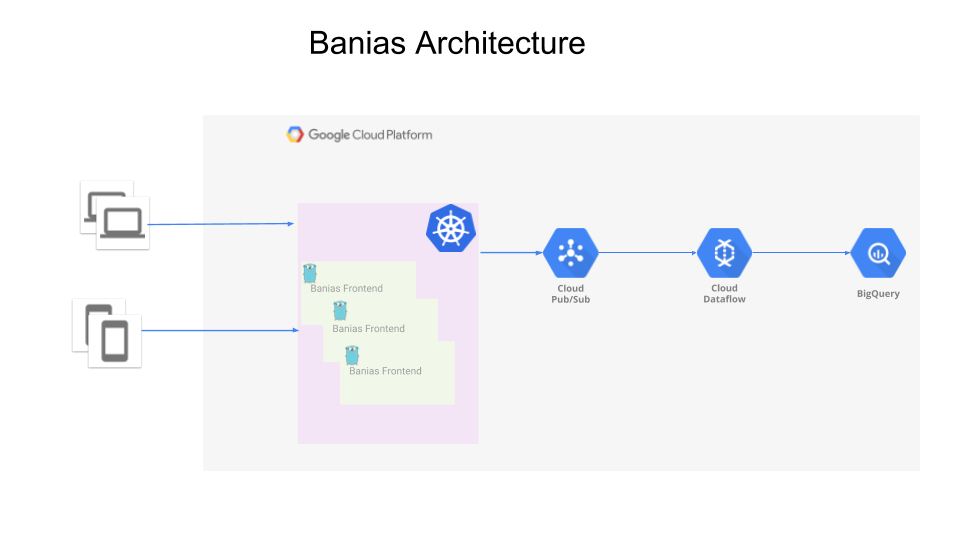 Banias Architecture
Google Cloud Platform
Banias Frontend
Banias Frontend
Banias Frontend
Cloud
Pub/Sub
Cloud
Dataflow
BigQuery